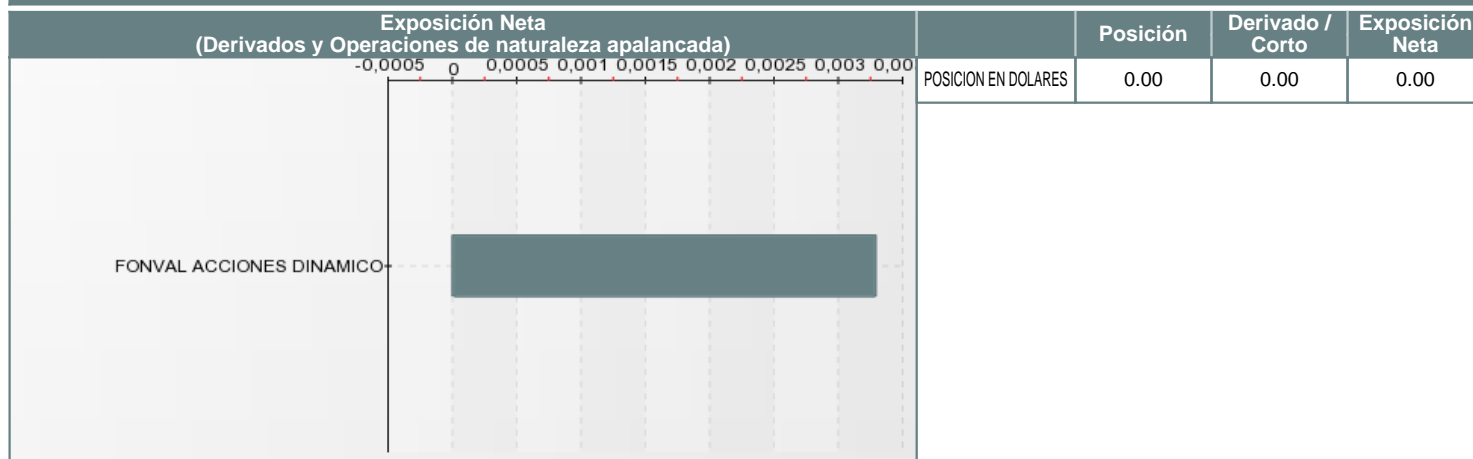 Exposición Neta
(Derivados y Operaciones de naturaleza apalancada)
Posición
Derivado /
Corto
Exposición
Neta
-0,0005 0 0,0005 0,001 0,0015 0,002 0,0025 0,003 0,00
POSICION EN DOLARES 0.00 0.00 0.00
FONVAL ACCIONES DINAMICO